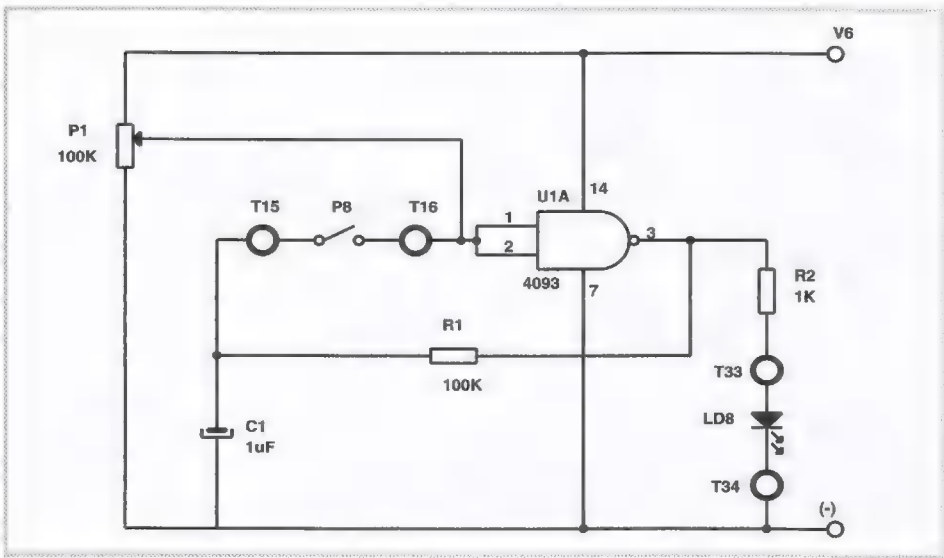 V6
P1
100K
T15
P8
T16
U1A
14
1
2
3
4093
7
R2
1K
R1
100K
T33
LD8
C1
1uF
T34
(-)